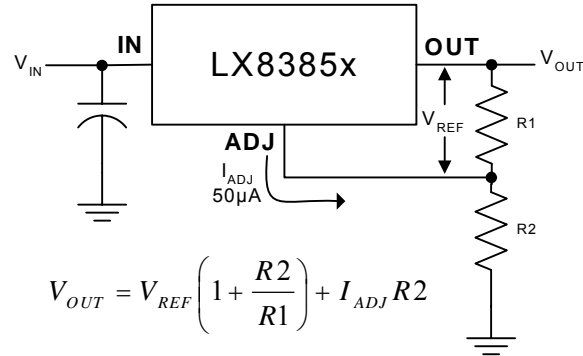 IN
LX8385x
OUT
V_IN
V_OUT
V_REF
R1
ADJ
I_ADJ
50µA
R2
V_OUT = V_REF (1 + R2/R1) + I_ADJ R2